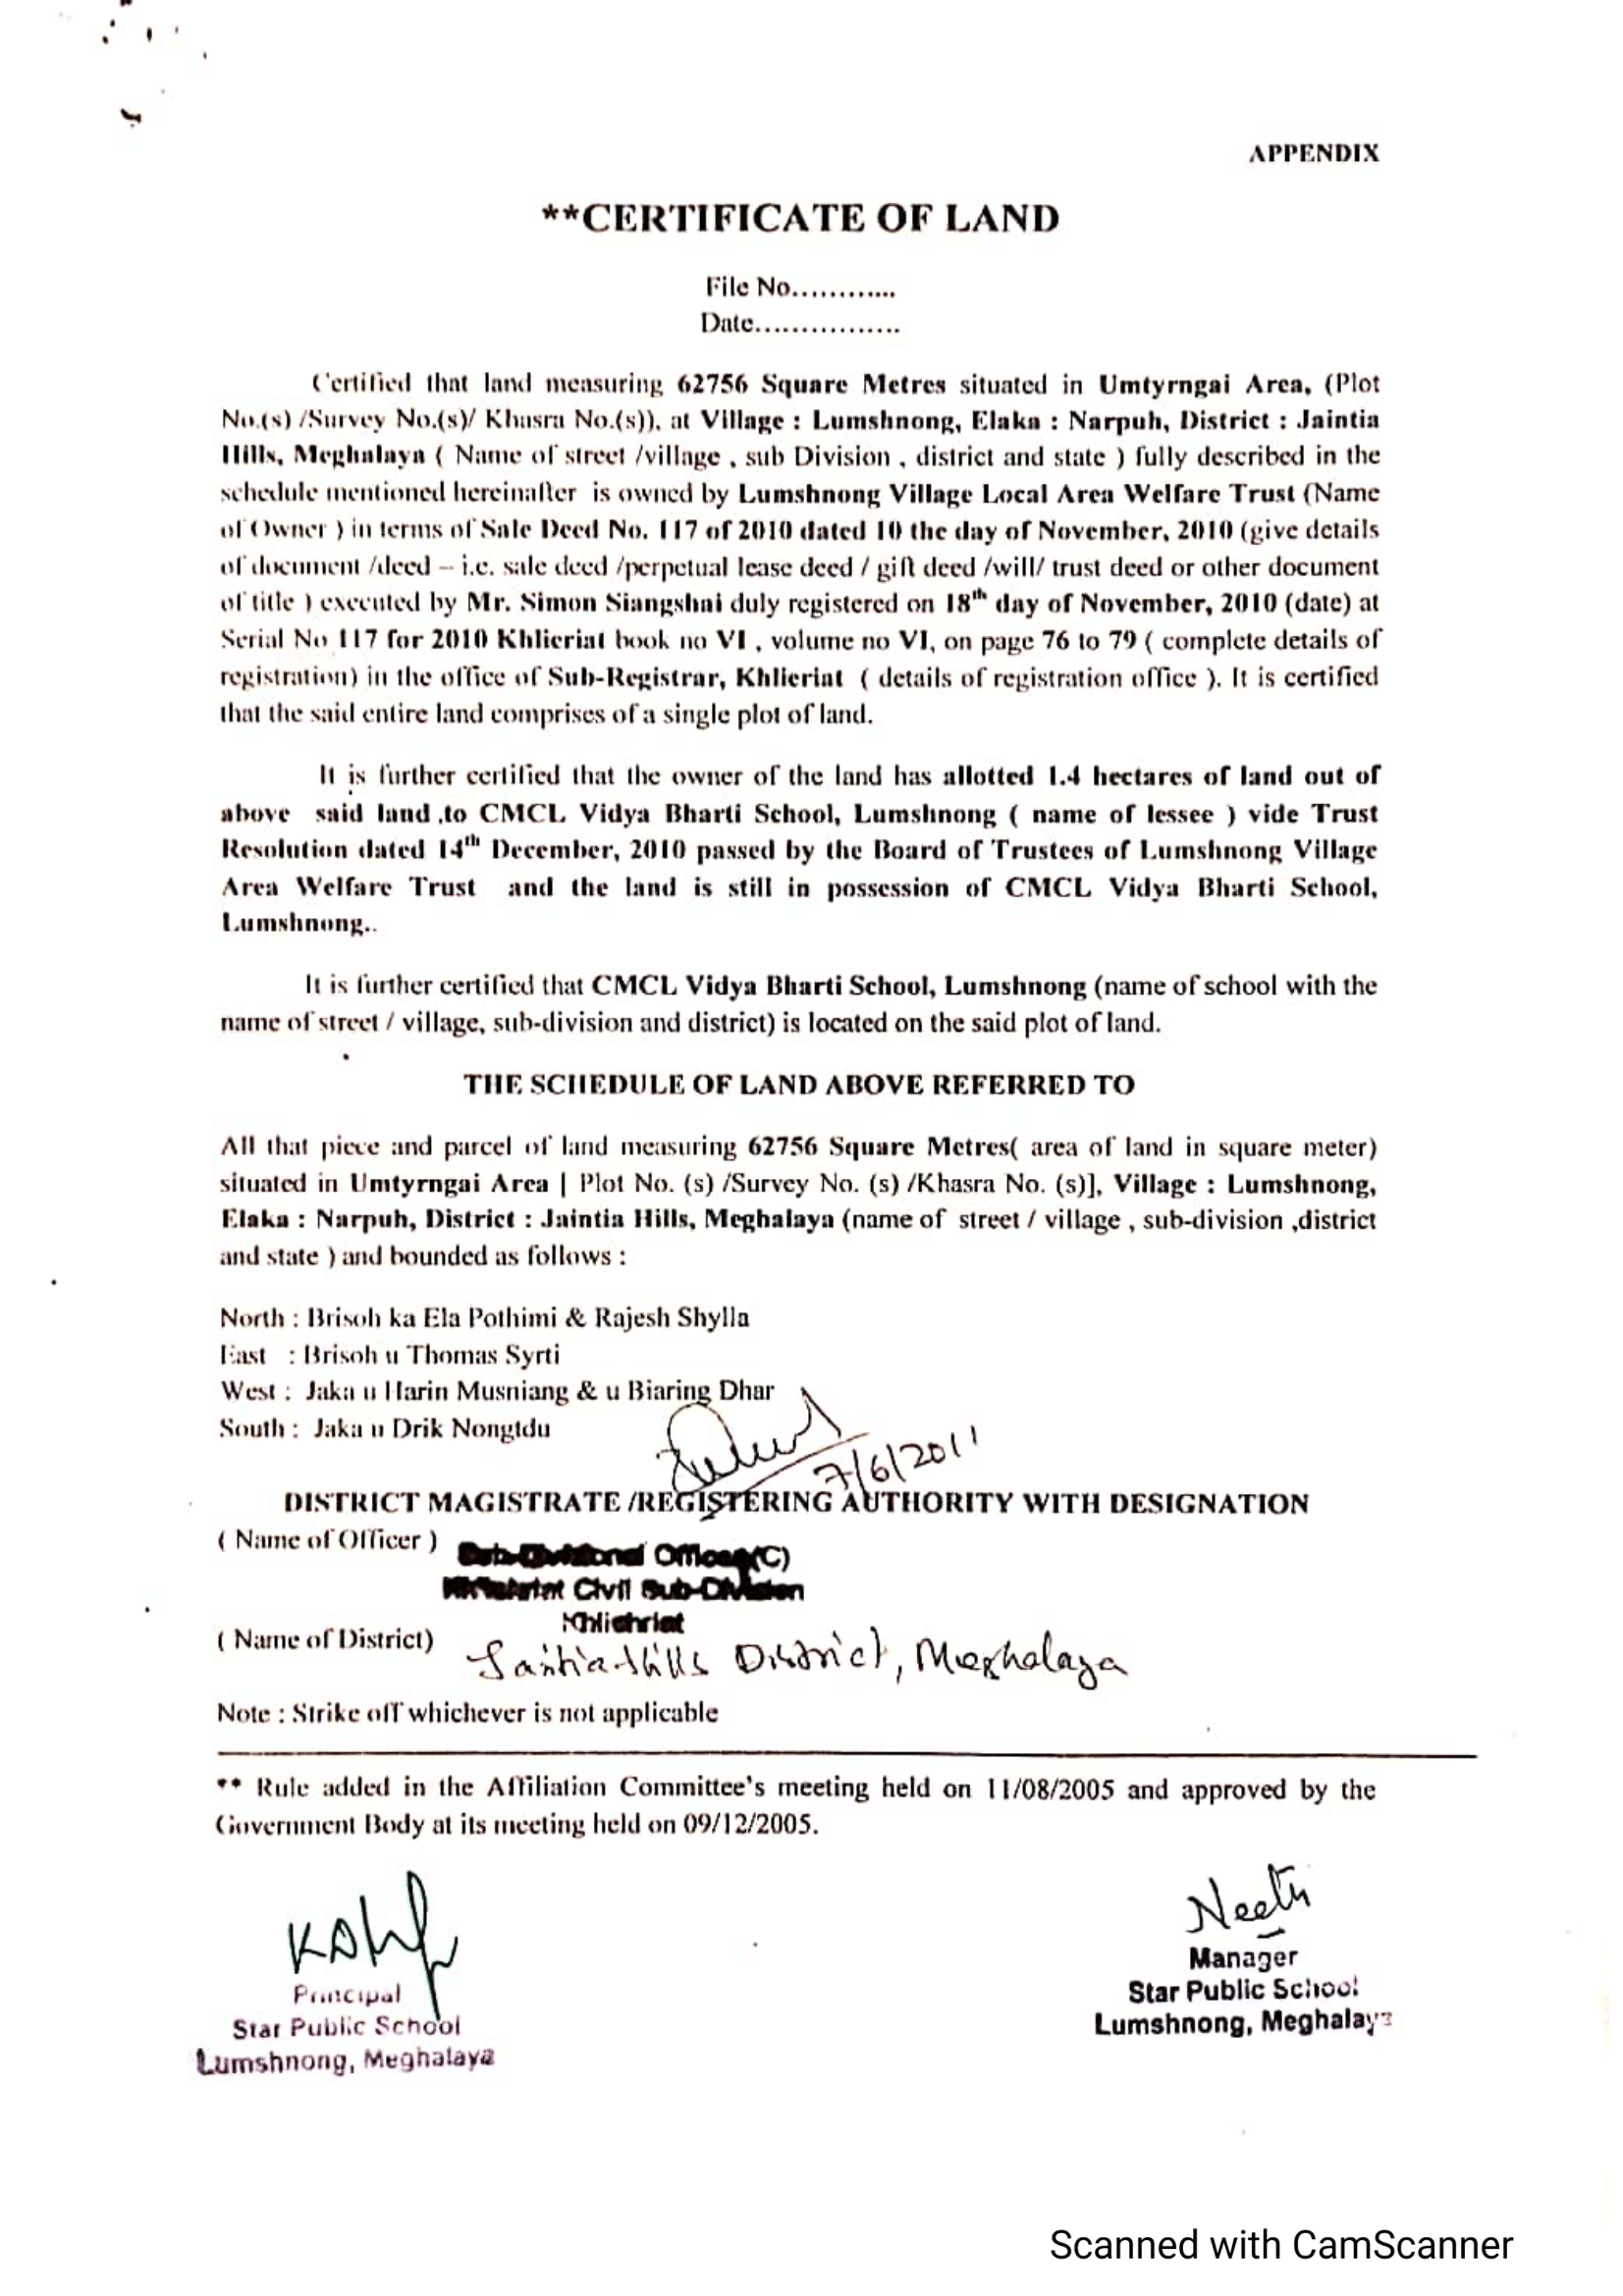 APPENDIX
**CERTIFICATE OF LAND
File No............
Date................
Certified that land measuring 62756 Square Metres situated in Umtyrngai Area, (Plot
No.(s) /Survey No.(s)/ Khasra No.(s)), at Village : Lumshnong, Elaka : Narpuh, District : Jaintia
Hills, Meghalaya ( Name of street /village , sub Division , district and state ) fully described in the
schedule mentioned hereinafter is owned by Lumshnong Village Local Area Welfare Trust (Name
of Owner ) in terms of Sale Deed No. 117 of 2010 dated 10 the day of November, 2010 (give details
of document /deed – i.e. sale deed /perpetual lease deed / gift deed /will/ trust deed or other document
of title ) executed by Mr. Simon Siangshai duly registered on 18th day of November, 2010 (date) at
Serial No 117 for 2010 Khlieriat book no VI , volume no VI, on page 76 to 79 ( complete details of
registration) in the office of Sub-Registrar, Khlieriat ( details of registration office ). It is certified
that the said entire land comprises of a single plot of land.
It is further certified that the owner of the land has allotted 1.4 hectares of land out of
above said land ,to CMCL Vidya Bharti School, Lumshnong ( name of lessee ) vide Trust
Resolution dated 14th December, 2010 passed by the Board of Trustees of Lumshnong Village
Area Welfare Trust and the land is still in possession of CMCL Vidya Bharti School,
Lumshnong..
It is further certified that CMCL Vidya Bharti School, Lumshnong (name of school with the
name of street / village, sub-division and district) is located on the said plot of land.
THE SCHEDULE OF LAND ABOVE REFERRED TO
All that piece and parcel of land measuring 62756 Square Metres( area of land in square meter)
situated in Umtyrngai Area | Plot No. (s) /Survey No. (s) /Khasra No. (s)], Village : Lumshnong,
Elaka : Narpuh, District : Jaintia Hills, Meghalaya (name of street / village , sub-division ,district
and state ) and bounded as follows :
North : Brisoh ka Ela Pothimi & Rajesh Shylla
East : Brisoh u Thomas Syrti
West : Jaka u Harin Musniang & u Biaring Dhar
South : Jaka u Drik Nongtdu
7/6/2011
DISTRICT MAGISTRATE /REGISTERING AUTHORITY WITH DESIGNATION
( Name of Officer )
Sub-Divisional Officer (C)
Khliehriat Civil Sub-Division
Khliehriat
( Name of District)
Jaintia Hills District, Meghalaya
Note : Strike off whichever is not applicable
** Rule added in the Affiliation Committee's meeting held on 11/08/2005 and approved by the
Government Body at its meeting held on 09/12/2005.
Neetu
Manager
Star Public School
Lumshnong, Meghalaya
Principal
Star Public School
Lumshnong, Meghalaya
Scanned with CamScanner